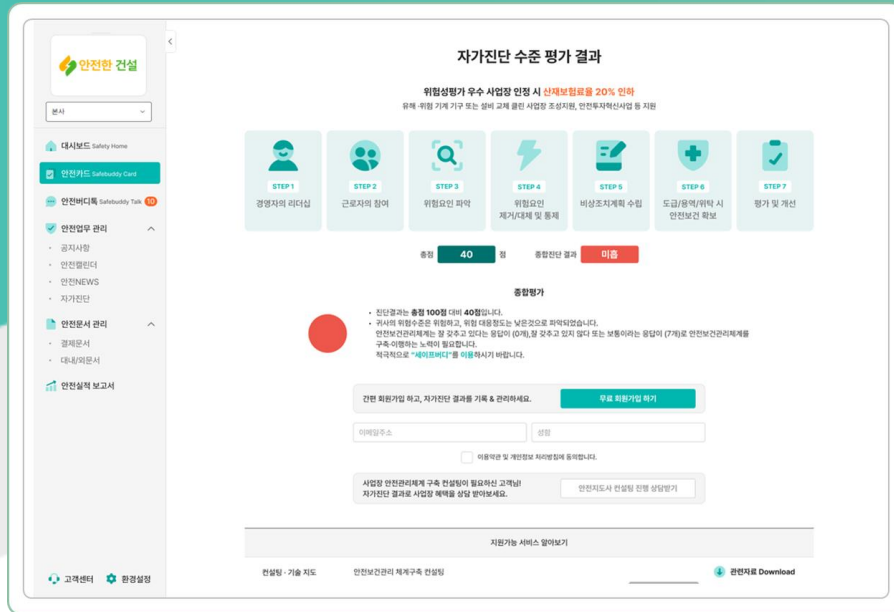 안전한 건설
본사
대시보드 Safety Home
안전카드 Safebuddy Card
안전버디톡 Safebuddy Talk 10
안전업무 관리
공지사항
안전캘린더
안전NEWS
자가진단
안전문서 관리
결재문서
대내/외문서
안전실적 보고서
고객센터
환경설정
자가진단 수준 평가 결과
위험성평가 우수 사업장 인정 시 산재보험료율 20% 인하
유해·위험 기계 기구 또는 설비 교체 클린 사업장 조성지원, 안전투자혁신사업 등 지원
STEP 1
경영자의 리더십
STEP 2
근로자의 참여
STEP 3
위험요인 파악
STEP 4
위험요인
제거/대체 및 통제
STEP 5
비상조치계획 수립
STEP 6
도급/용역/위탁 시
안전보건 확보
STEP 7
평가 및 개선
총점 40 점 종합진단 결과 미흡
종합평가
• 진단결과는 총점 100점 대비 40점입니다.
• 귀사의 위험수준은 위험하고, 위험 대응정도는 낮은것으로 파악되었습니다.
안전보건관리체계는 잘 갖추고 있다는 응답이 (0개),잘 갖추고 있지 않다 또는 보통이라는 응답이 (7개)로 안전보건관리체계를
구축·이행하는 노력이 필요합니다.
적극적으로 "세이프버디"를 이용하시기 바랍니다.
간편 회원가입 하고, 자가진단 결과를 기록 & 관리하세요.
무료 회원가입 하기
이메일주소
성함
이용약관 및 개인정보 처리방침에 동의합니다.
사업장 안전관리체계 구축 컨설팅이 필요하신 고객님!
자가진단 결과로 사업장 혜택을 상담 받아보세요.
안전지도사 컨설팅 진행 상담받기
지원가능 서비스 알아보기
컨설팅 · 기술 지도
안전보건관리 체계구축 컨설팅
관련자료 Download